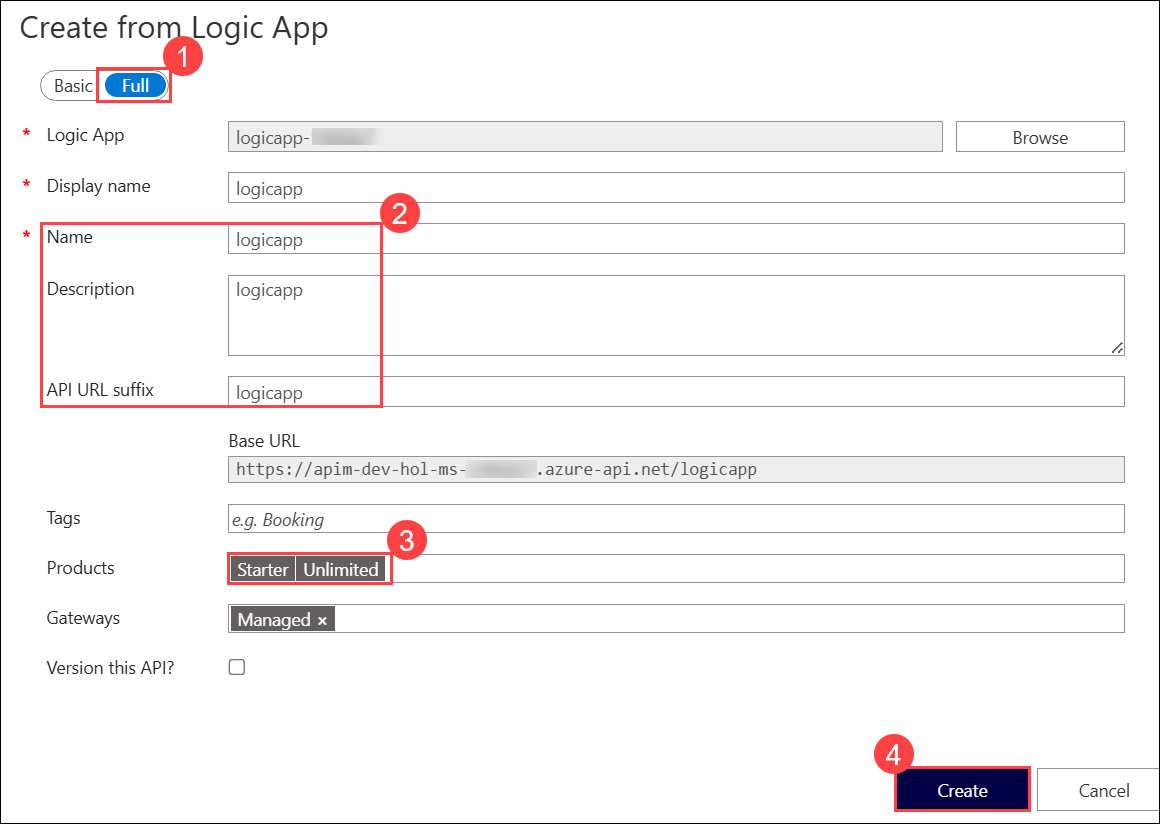 Create from Logic App
1
Basic Full
* Logic App logicapp- Browse
* Display name logicapp
2
* Name logicapp
Description logicapp
API URL suffix logicapp
Base URL
https://apim-dev-hol-ms- .azure-api.net/logicapp
Tags e.g. Booking
3
Products Starter Unlimited
Gateways Managed ×
Version this API?
4
Create Cancel